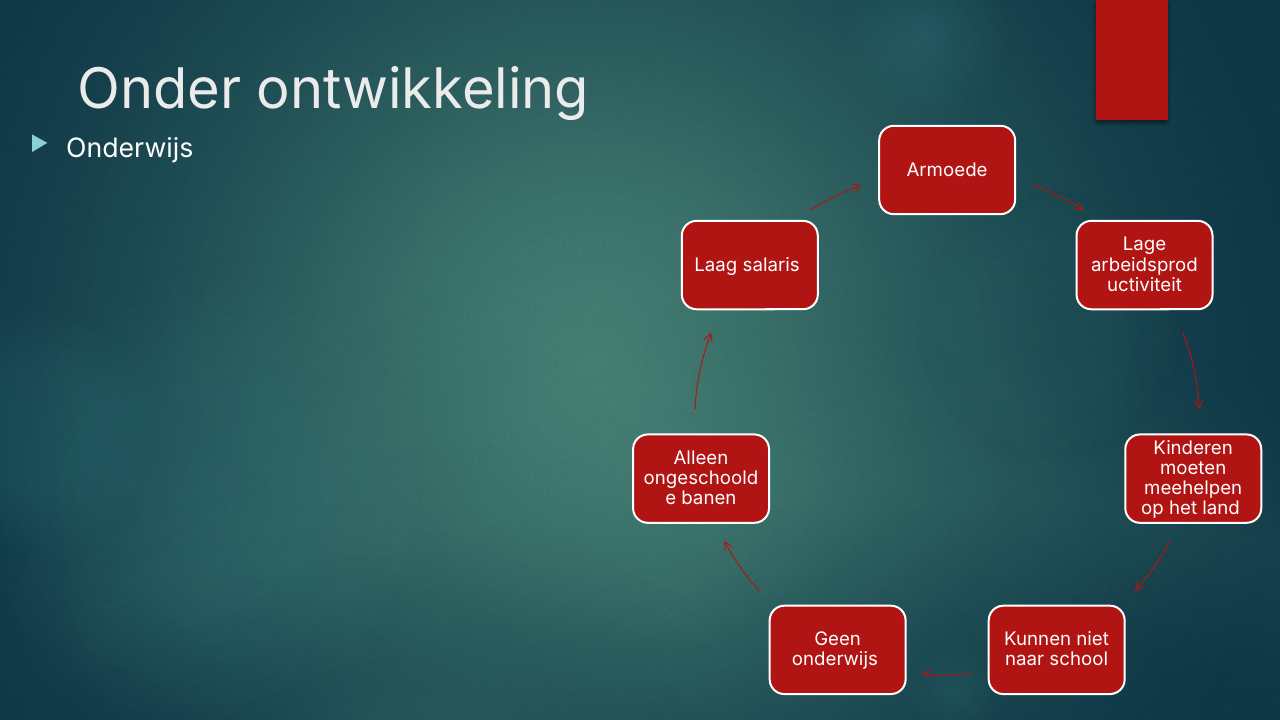 Onder ontwikkeling
Onderwijs
Armoede
Lage
arbeidsprod
uctiviteit
Kinderen
moeten
meehelpen
op het land
Kunnen niet
naar school
Geen
onderwijs
Alleen
ongeschoold
e banen
Laag salaris